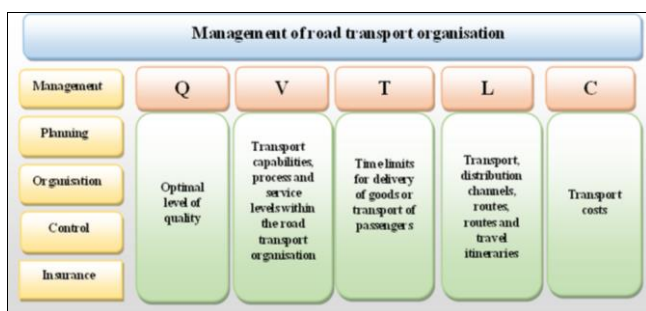 Management of road transport organisation
Management
Q
V
T
L
C
Planning
Organisation
Control
Insurance
Optimal
level of
quality
Transport
capabilities,
process and
service
levels within
the road
transport
organisation
Time limits
for delivery
of goods or
transport of
passengers
Transport,
distribution
channels,
routes,
routes and
travel
itineraries
Transport
costs